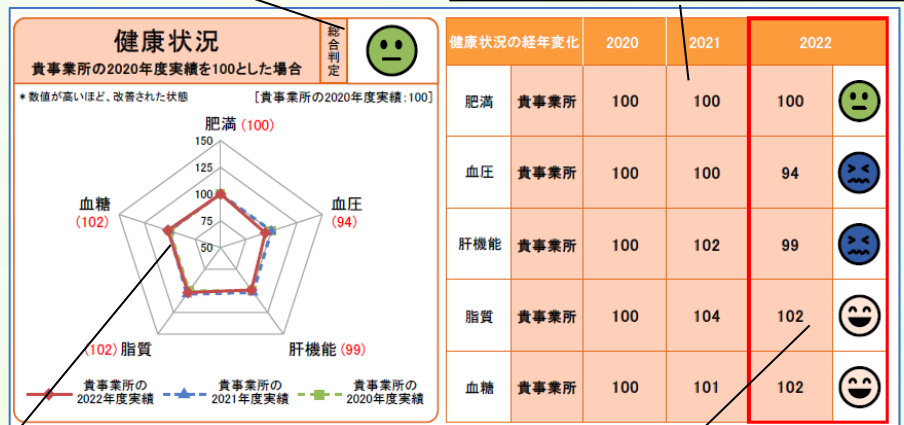 健康状況
貴事業所の2020年度実績を100とした場合
総合判定
*数値が高いほど、改善された状態 [貴事業所の2020年度実績:100]
肥満(100)
150
125
100
75
50
血圧
(94)
肝機能(99)
(102)脂質
血糖
(102)
貴事業所の
2022年度実績
貴事業所の
2021年度実績
貴事業所の
2020年度実績
健康状況の経年変化 2020 2021 2022
肥満 貴事業所 100 100 100
血圧 貴事業所 100 100 94
肝機能 貴事業所 100 102 99
脂質 貴事業所 100 104 102
血糖 貴事業所 100 101 102